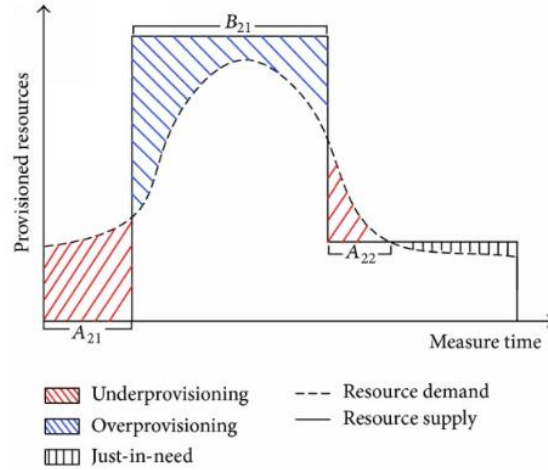 B21
Provisioned resources
A22
A21
Measure time
Underprovisioning
Overprovisioning
Just-in-need
Resource demand
Resource supply